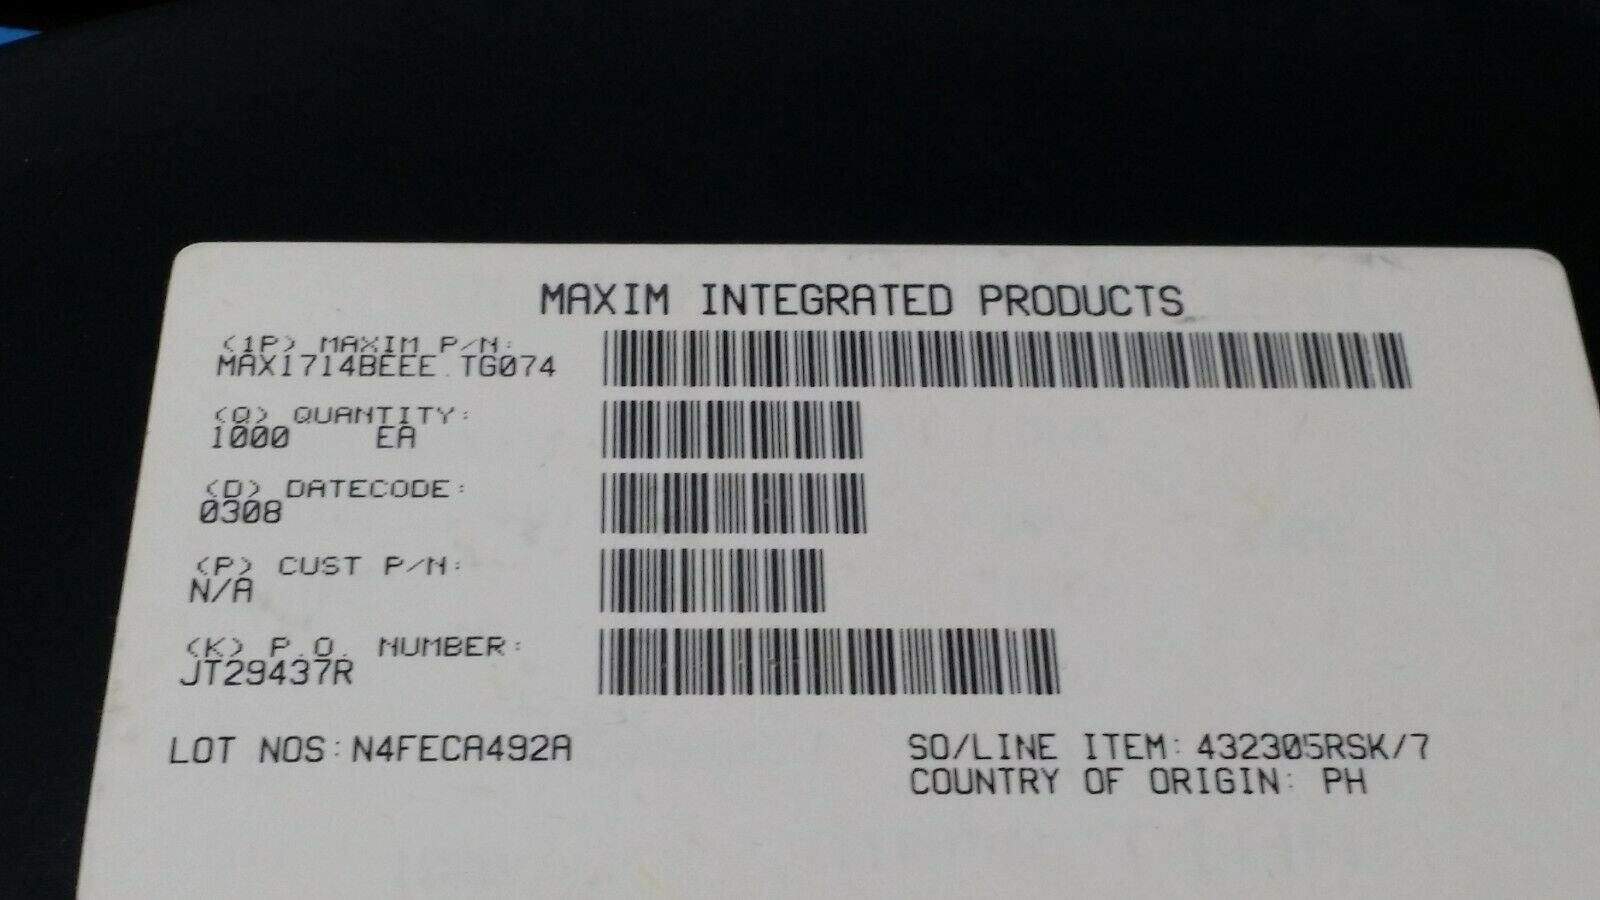 MAXIM INTEGRATED PRODUCTS
(1P) MAXIM P/N:
MAX1714BEEE.TG074
(Q) QUANTITY:
1000 EA
(D) DATECODE:
0308
(P) CUST P/N:
N/A
(K) P.O. NUMBER:
JT29437R
LOT NOS: N4FECA492A
SO/LINE ITEM: 432305RSK/7
COUNTRY OF ORIGIN: PH